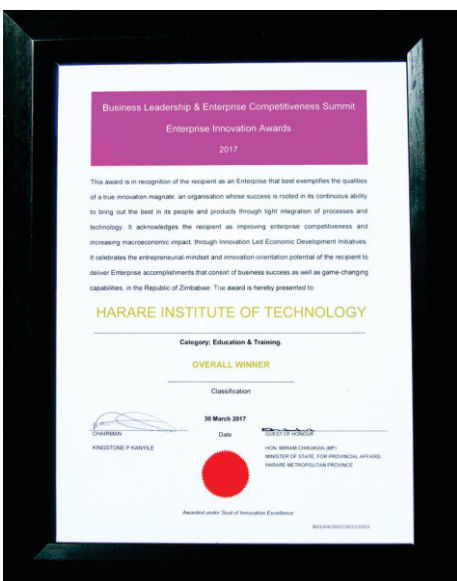 Business Leadership & Enterprise Competitiveness Summit
Enterprise Innovation Awards
2017
This award is in recognition of the recipient as an Enterprise that best exemplifies the qualities
of a true innovation magnate, an organisation whose success is rooted in its continuous ability
to bring out the best in its people and products through tight integration of processes and
technology. It acknowledges the recipient as improving enterprise competitiveness and
increasing macroeconomic impact, through Innovation Led Economic Development Initiatives.
It celebrates the entrepreneurial-mindset and innovation-orientation potential of the recipient to
deliver Enterprise accomplishments that consist of business success as well as game-changing
capabilities, in the Republic of Zimbabwe. The award is hereby presented to:
HARARE INSTITUTE OF TECHNOLOGY
Category; Education & Training.
OVERALL WINNER
Classification
30 March 2017
CHAIRMAN
Date
GUEST OF HONOUR
KINGSTONE P KANYILE
HON. MIRIAM CHIKUKWA (MP)
MINISTER OF STATE, FOR PROVINCIAL AFFAIRS
HARARE METROPOLITAN PROVINCE
Awarded under Seal of Innovation Excellence